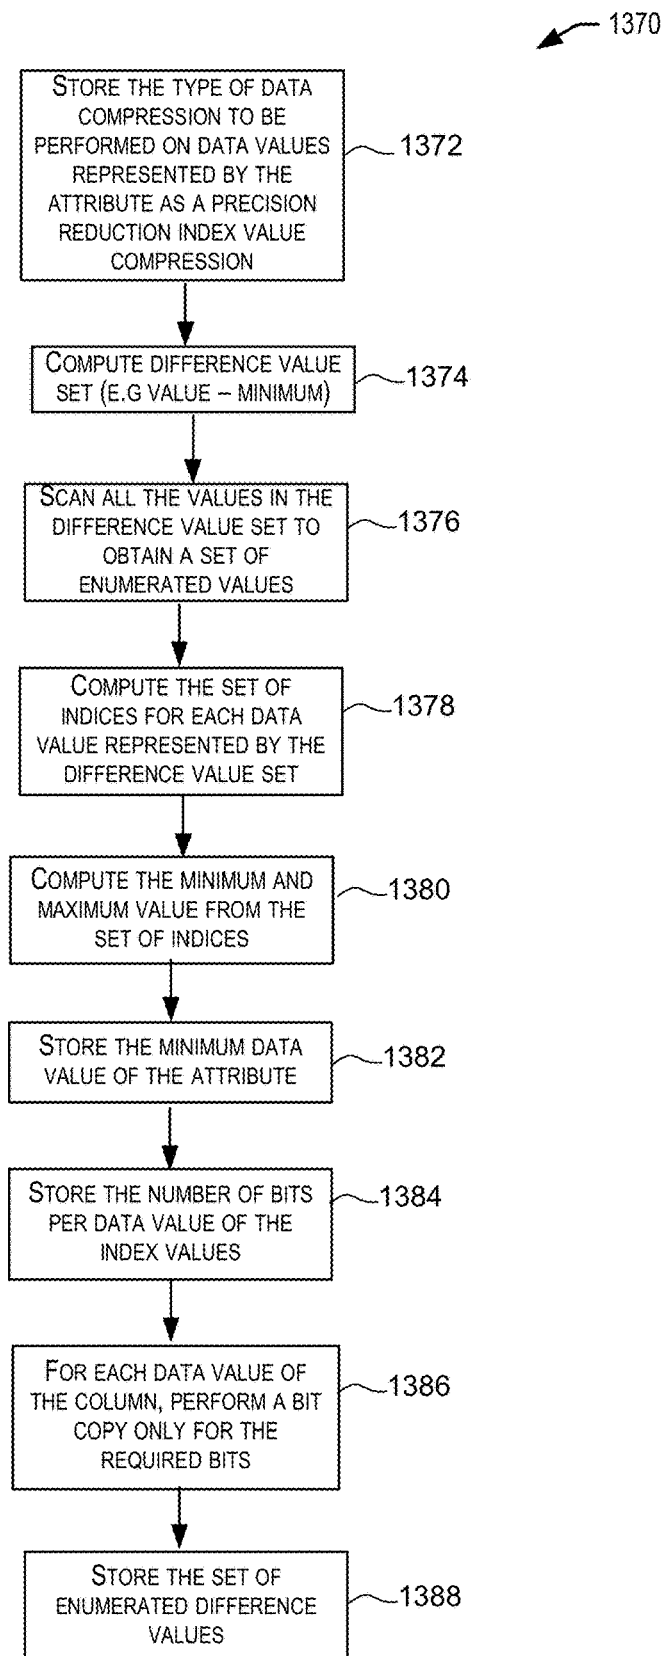 1370
STORE THE TYPE OF DATA
COMPRESSION TO BE
PERFORMED ON DATA VALUES
REPRESENTED BY THE
ATTRIBUTE AS A PRECISION
REDUCTION INDEX VALUE
COMPRESSION
1372
COMPUTE DIFFERENCE VALUE
SET (E.G VALUE – MINIMUM)
1374
SCAN ALL THE VALUES IN THE
DIFFERENCE VALUE SET TO
OBTAIN A SET OF
ENUMERATED VALUES
1376
COMPUTE THE SET OF
INDICES FOR EACH DATA
VALUE REPRESENTED BY THE
DIFFERENCE VALUE SET
1378
COMPUTE THE MINIMUM AND
MAXIMUM VALUE FROM THE
SET OF INDICES
1380
STORE THE MINIMUM DATA
VALUE OF THE ATTRIBUTE
1382
STORE THE NUMBER OF BITS
PER DATA VALUE OF THE
INDEX VALUES
1384
FOR EACH DATA VALUE OF
THE COLUMN, PERFORM A BIT
COPY ONLY FOR THE
REQUIRED BITS
1386
STORE THE SET OF
ENUMERATED DIFFERENCE
VALUES
1388